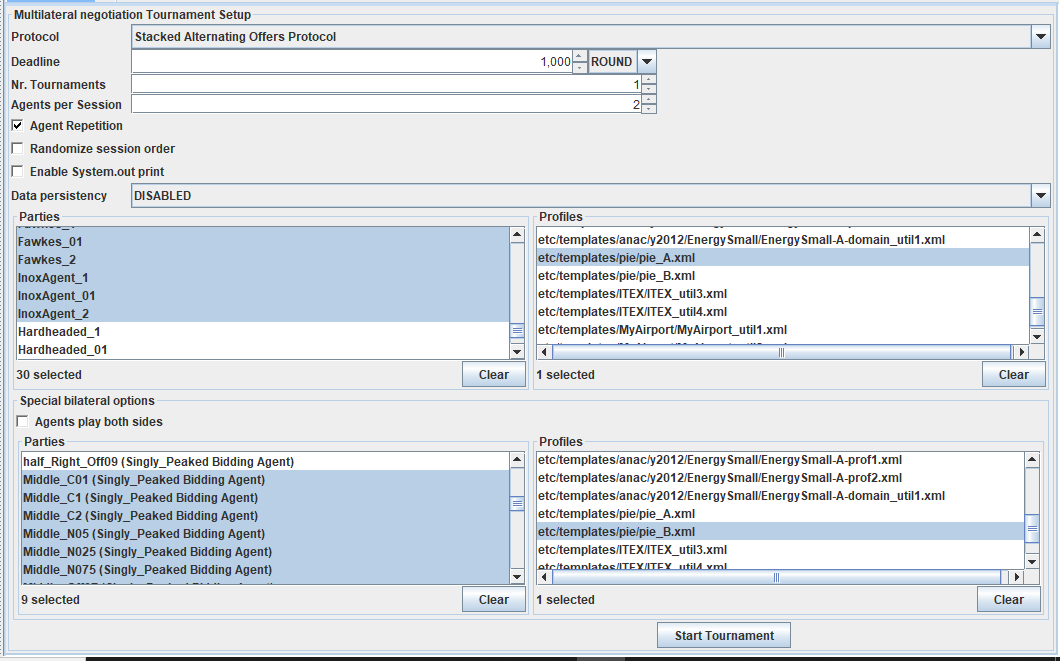 Multilateral negotiation Tournament Setup
Protocol Stacked Alternating Offers Protocol
Deadline 1,000 ROUND
Nr. Tournaments 1
Agents per Session 2
Agent Repetition
Randomize session order
Enable System.out print
Data persistency DISABLED
Parties
Fawkes_01
Fawkes_2
InoxAgent_1
InoxAgent_01
InoxAgent_2
Hardheaded_1
Hardheaded_01
30 selected Clear
Profiles
etc/templates/anac/y2012/EnergySmall/EnergySmall-A-domain_util1.xml
etc/templates/pie/pie_A.xml
etc/templates/pie/pie_B.xml
etc/templates/ITEX/ITEX_util3.xml
etc/templates/ITEX/ITEX_util4.xml
etc/templates/MyAirport/MyAirport_util1.xml
1 selected Clear
Special bilateral options
Agents play both sides
Parties
half_Right_Off09 (Singly_Peaked Bidding Agent)
Middle_C01 (Singly_Peaked Bidding Agent)
Middle_C1 (Singly_Peaked Bidding Agent)
Middle_C2 (Singly_Peaked Bidding Agent)
Middle_N05 (Singly_Peaked Bidding Agent)
Middle_N025 (Singly_Peaked Bidding Agent)
Middle_N075 (Singly_Peaked Bidding Agent)
9 selected Clear
Profiles
etc/templates/anac/y2012/EnergySmall/EnergySmall-A-prof1.xml
etc/templates/anac/y2012/EnergySmall/EnergySmall-A-prof2.xml
etc/templates/anac/y2012/EnergySmall/EnergySmall-A-domain_util1.xml
etc/templates/pie/pie_A.xml
etc/templates/pie/pie_B.xml
etc/templates/ITEX/ITEX_util3.xml
etc/templates/ITEX/ITEX_util4.xml
1 selected Clear
Start Tournament